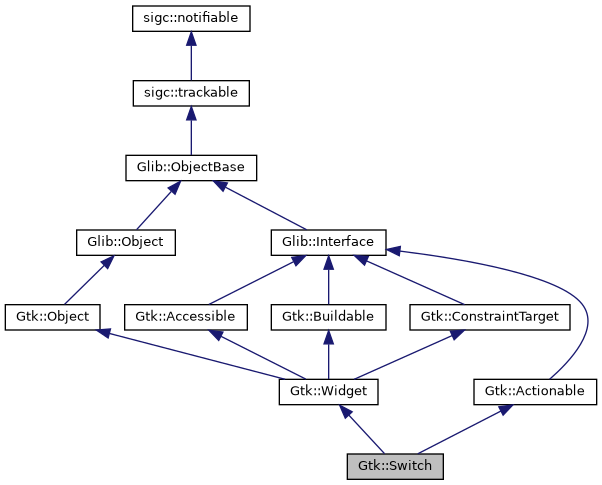 sigc::notifiable
sigc::trackable
Glib::ObjectBase
Glib::Object
Glib::Interface
Gtk::Object
Gtk::Accessible
Gtk::Buildable
Gtk::ConstraintTarget
Gtk::Widget
Gtk::Actionable
Gtk::Switch